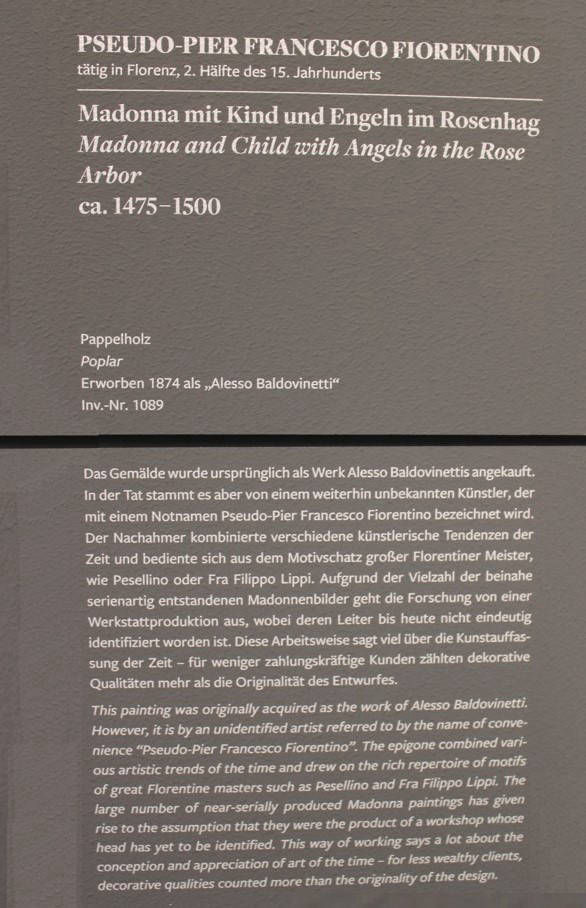 PSEUDO-PIER FRANCESCO FIORENTINO
tätig in Florenz, 2. Hälfte des 15. Jahrhunderts
Madonna mit Kind und Engeln im Rosenhag
Madonna and Child with Angels in the Rose
Arbor
ca. 1475–1500
Pappelholz
Poplar
Erworben 1874 als „Alesso Baldovinetti“
Inv.-Nr. 1089
Das Gemälde wurde ursprünglich als Werk Alesso Baldovinettis angekauft.
In der Tat stammt es aber von einem weiterhin unbekannten Künstler, der
mit einem Notnamen Pseudo-Pier Francesco Fiorentino bezeichnet wird.
Der Nachahmer kombinierte verschiedene künstlerische Tendenzen der
Zeit und bediente sich aus dem Motivschatz großer Florentiner Meister,
wie Pesellino oder Fra Filippo Lippi. Aufgrund der Vielzahl der beinahe
serienartig entstandenen Madonnenbilder geht die Forschung von einer
Werkstattproduktion aus, wobei deren Leiter bis heute nicht eindeutig
identifiziert worden ist. Diese Arbeitsweise sagt viel über die Kunstauffas-
sung der Zeit – für weniger zahlungskräftige Kunden zählten dekorative
Qualitäten mehr als die Originalität des Entwurfes.
This painting was originally acquired as the work of Alesso Baldovinetti.
However, it is by an unidentified artist referred to by the name of conve-
nience “Pseudo-Pier Francesco Fiorentino”. The epigone combined vari-
ous artistic trends of the time and drew on the rich repertoire of motifs
of great Florentine masters such as Pesellino and Fra Filippo Lippi. The
large number of near-serially produced Madonna paintings has given
rise to the assumption that they were the product of a workshop whose
head has yet to be identified. This way of working says a lot about the
conception and appreciation of art of the time – for less wealthy clients,
decorative qualities counted more than the originality of the design.